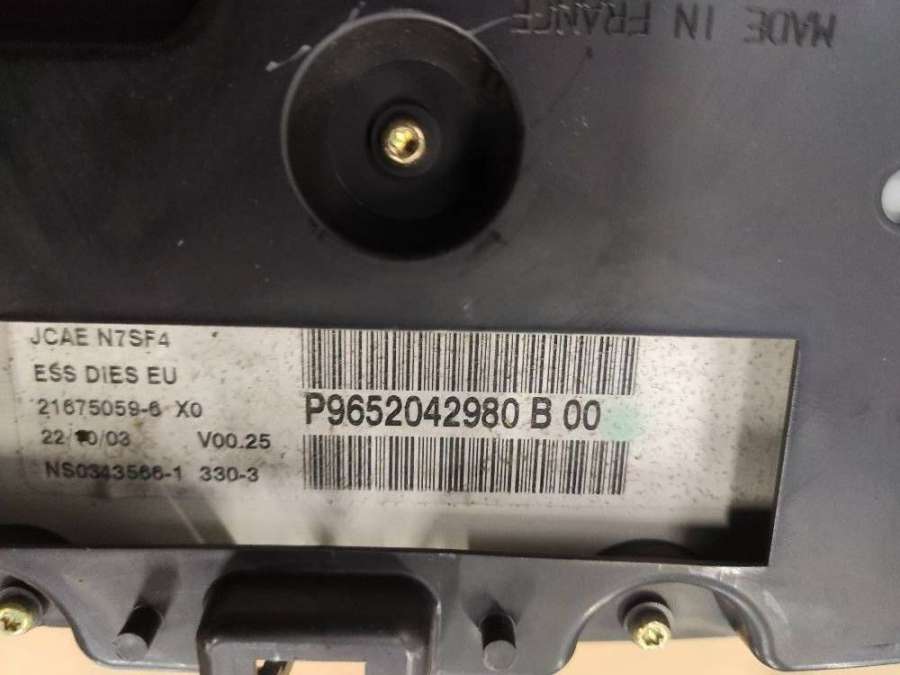 MADE IN FRANCE
JCAE N7SF4
ESS DIES EU
21675059-6 X0
22/10/03 V00.25
NS0343566-1 330-3
P9652042980 B 00